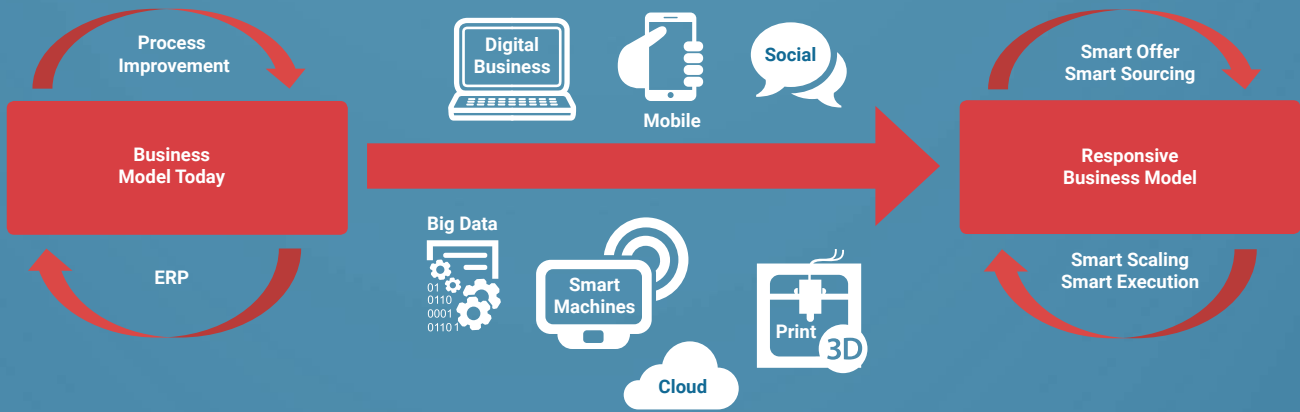 Process
Improvement
Business
Model Today
ERP
Digital
Business
Mobile
Social
Big Data
01
0110
0001
0110 1
Smart
Machines
Cloud
Print
3D
Smart Offer
Smart Sourcing
Responsive
Business Model
Smart Scaling
Smart Execution